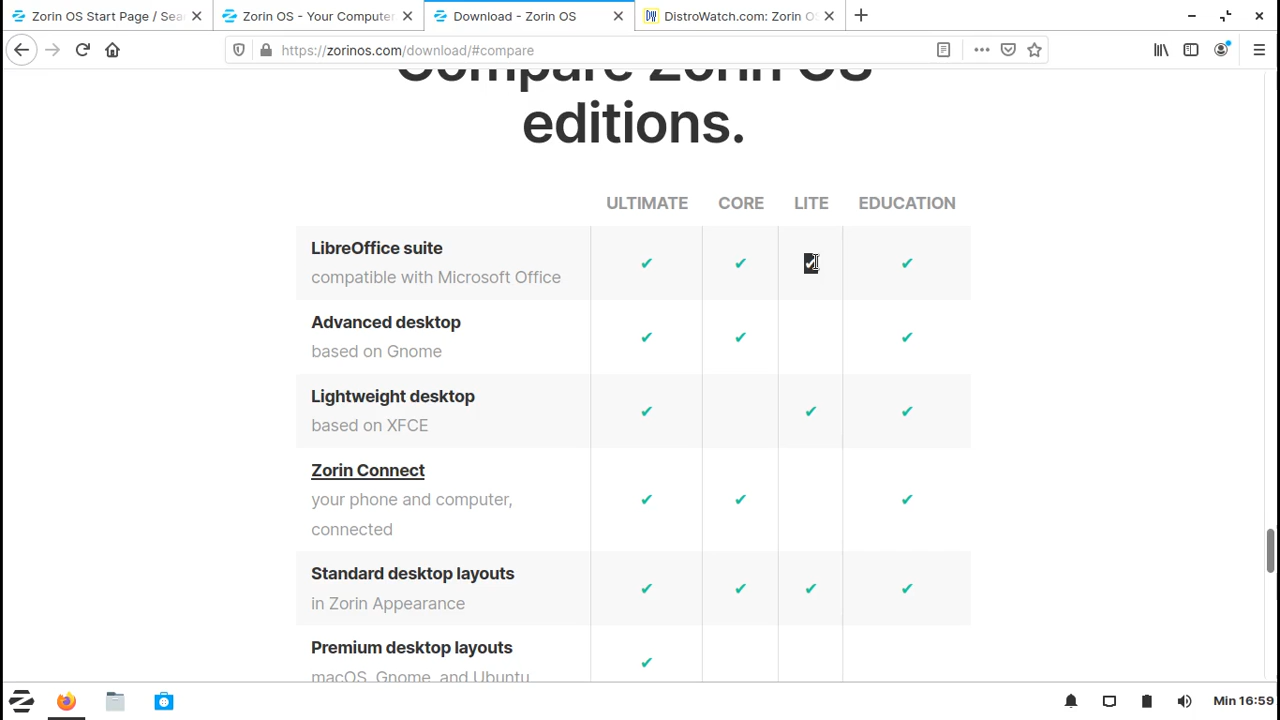 Zorin OS Start Page / Sea
Zorin OS - Your Computer
Download - Zorin OS
DistroWatch.com: Zorin OS
https://zorinos.com/download/#compare
Compare Zorin OS
editions.
ULTIMATE CORE LITE EDUCATION
LibreOffice suite ✔ ✔ ✔ ✔
compatible with Microsoft Office
Advanced desktop ✔ ✔ ✔
based on Gnome
Lightweight desktop ✔ ✔ ✔
based on XFCE
Zorin Connect
your phone and computer, ✔ ✔ ✔
connected
Standard desktop layouts ✔ ✔ ✔ ✔
in Zorin Appearance
Premium desktop layouts ✔
macOS, Gnome, and Ubuntu
Min 16:59